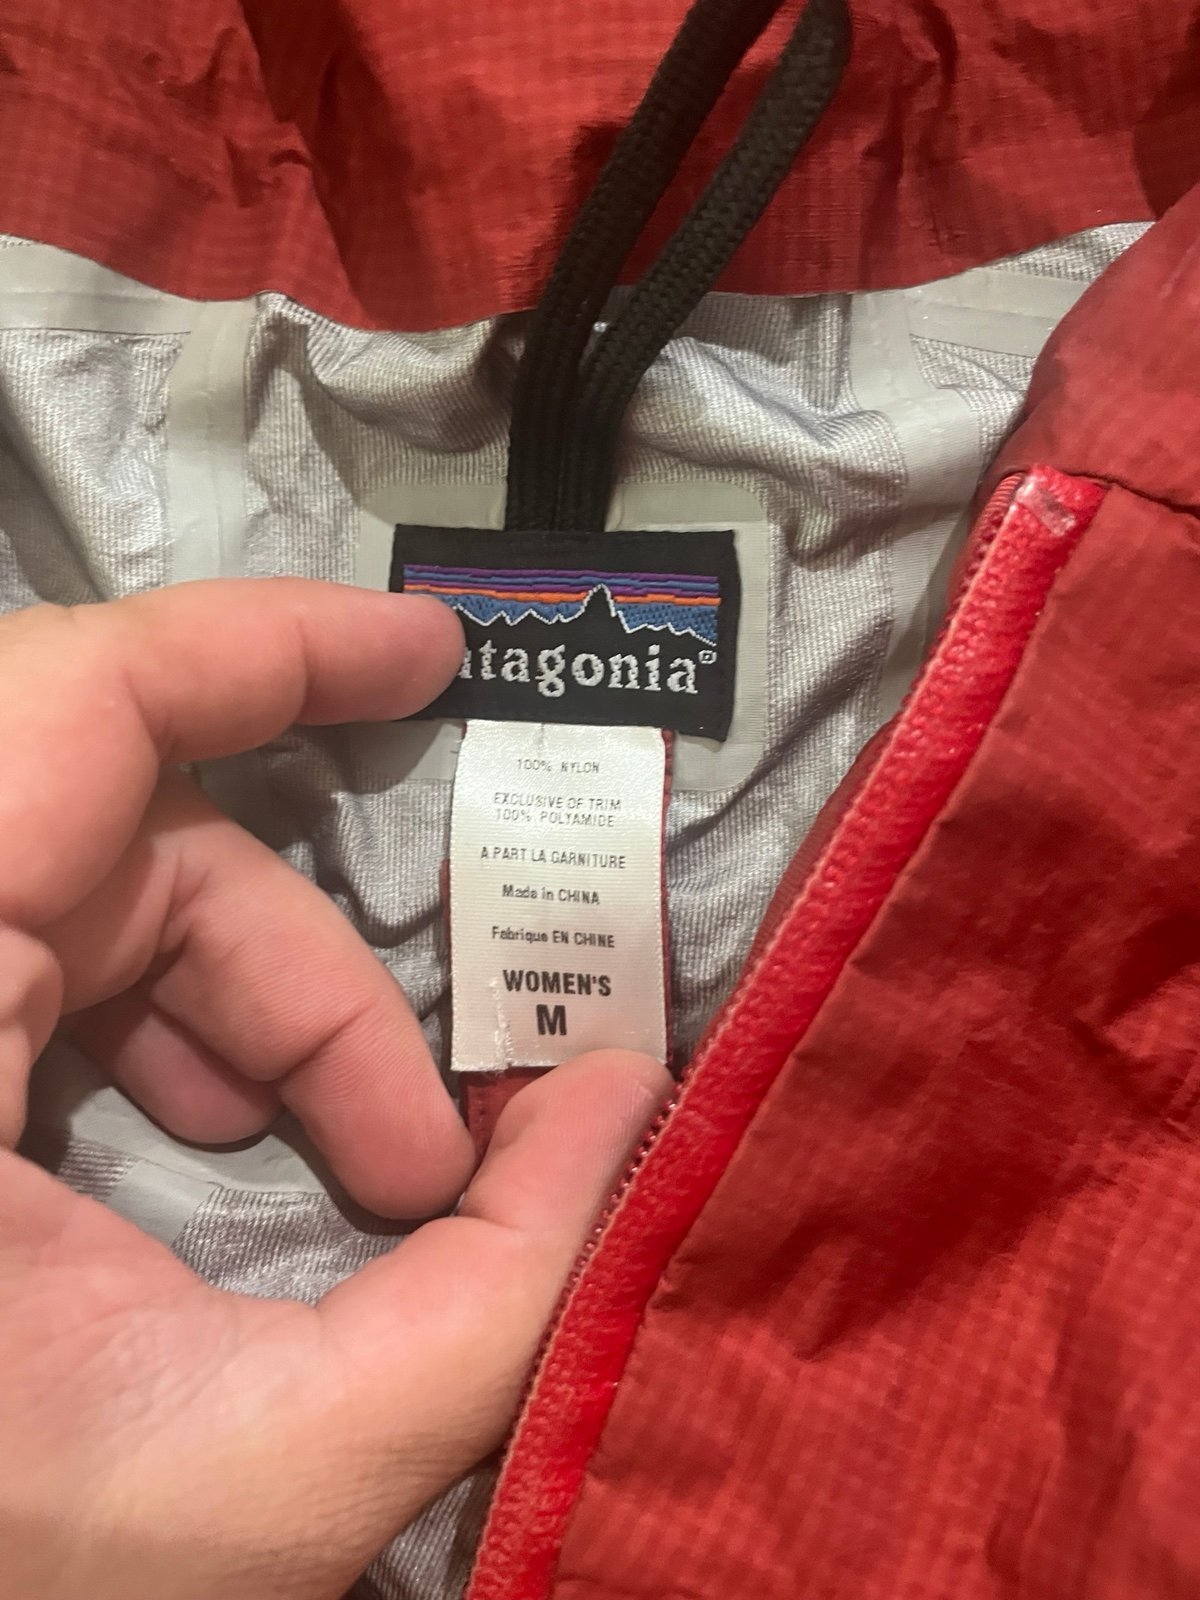 atagonia®
100% NYLON
EXCLUSIVE OF TRIM
100% POLYAMIDE
A PART LA GARNITURE
Made in CHINA
Fabrique EN CHINE
WOMEN'S
M